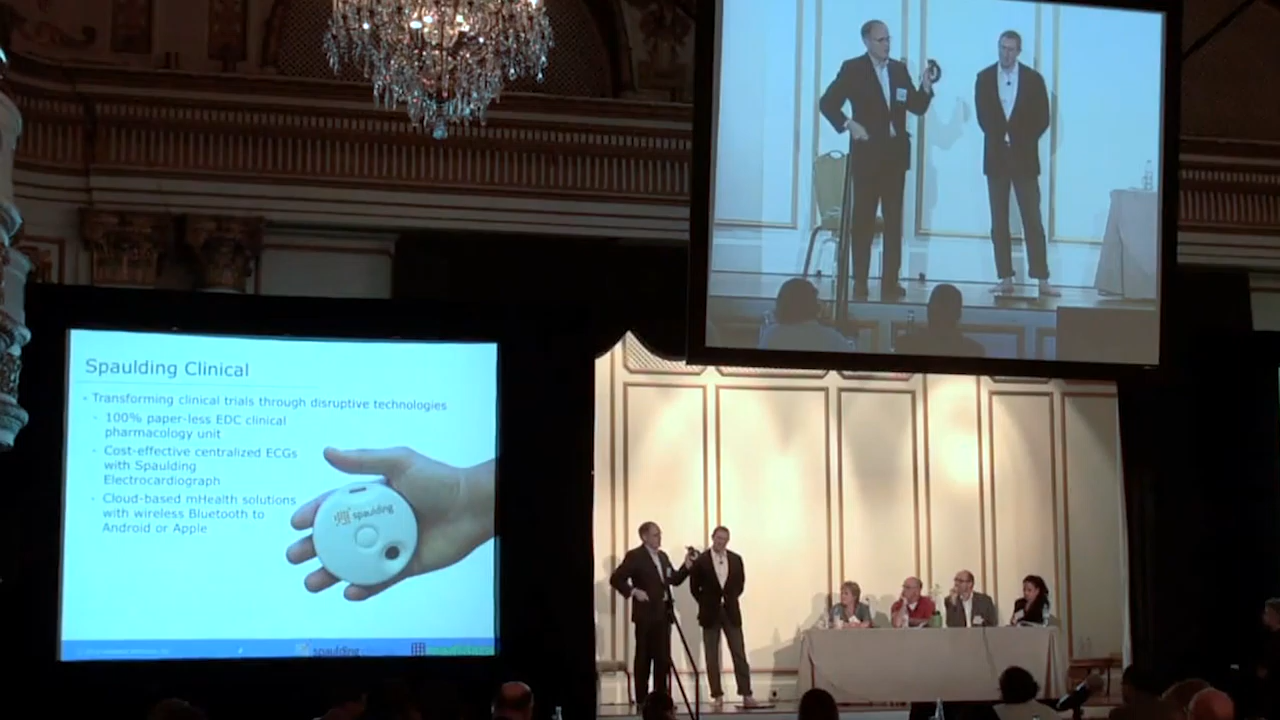 Spaulding Clinical
Transforming clinical trials through disruptive technologies
100% paper-less EDC clinical
pharmacology unit
Cost-effective centralized ECGs
with Spaulding
Electrocardiograph
Cloud-based mHealth solutions
with wireless Bluetooth to
Android or Apple
spaulding
spaulding